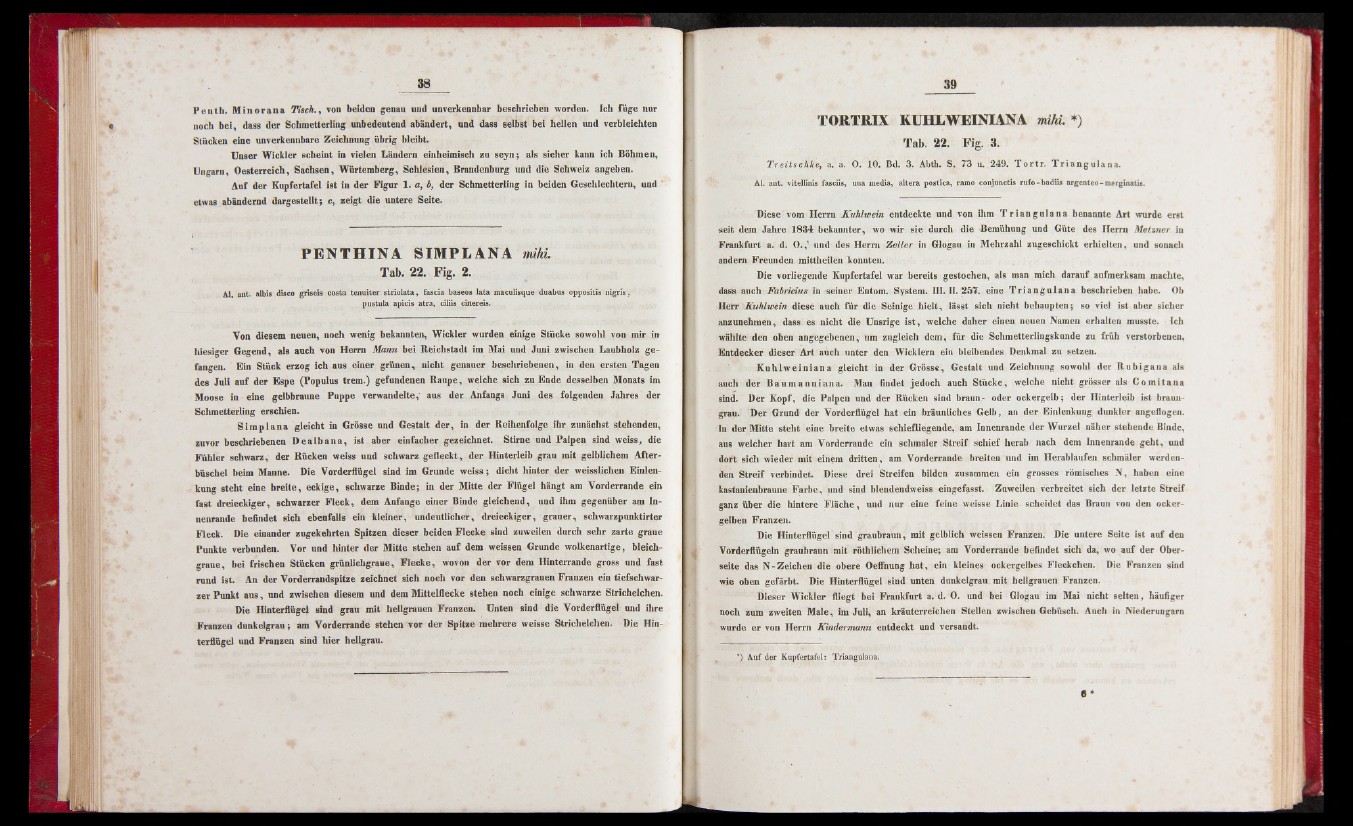 38
Penth. Minorana Tisch., von beiden genau und unverkennbar beschrieben worden. Ich füge nur
noch bei, dass der Schmetterling unbedeutend abändert, und dass selbst bei hellen und verbleichten
Stücken eine unverkennbare Zeichnung übrig bleibt.
Unser Wickler scheint in vielen Ländern einheimisch zu seyn; als sicher kann ich Böhmen,
Ungarn, Oesterreich, Sachsen, Würtemberg, Schlesien, Brandenburg und die Schweiz angeben.
Auf der Kupfertafel ist in der Figur 1. a, b, der Schmetterling in beiden Geschlechtern, und
etwas abändernd dargestellt; c, zeigt die untere Seite.
PENTHINA SIMPLANA mihi.
Tab. 22. Fig. 2.
Al. ant. albis disco griseis costa tenuiter striolata, fascia baseos lata maculisque duabus oppositis nigris,
pustula apicis atra, ciliis cinereis.
Von diesem neuen, noch wenig bekannten, Wickler wurden einige Stücke sowohl von mir in
hiesiger Gegend, als auch von Herrn Mann bei Reichstadt im Mai und Juni zwischen Laubholz ge-
fangen. Ein Stück erzog ich aus einer grünen, nicht genauer beschriebenen, in den ersten Tagen
des Juli auf der Espe (Populus trem.) gefundenen Raupe, welche sich zu Ende desselben Monats im
Moose in eine gelbbraune Puppe verwandelte, aus der Anfangs Juni des folgenden Jahres der
Schmetterling erschien.
Simplana gleicht in Grösse und Gestalt der, in der Reihenfolge ihr zunächst stehenden,
zuvor beschriebenen Dealbana, ist aber einfacher gezeichnet. Stirne und Palpen sind weiss, die
Fühler schwarz, der Rücken weiss und schwarz gefleckt, der Hinterleib grau mit gelblichem After-
büschel beim Manne. Die Vorderflügel sind im Grunde weiss; dicht hinter der weisslichen Einlen-
kung steht eine breite, eckige, schwarze Binde; in der Mitte der Flügel hängt am Vorderrande ein
fast dreieckiger, schwarzer Fleck, dem Anfange einer Binde gleichend, und ihm gegenüber am In-
nenrande befindet sich ebenfalls ein kleiner, undeutlicher, dreieckiger, grauer, schwarzpunktirter
Fleck. Die einander zugekehrten Spitzen dieser beiden Flecke sind zuweilen durch sehr zarte graue
Punkte verbunden. Vor und hinter der Mitte stehen auf dem weissen Grunde wolkenartige, bleich-
graue, bei frischen Stücken grünlichgraue, Flecke, wovon der vor dem Hinterrande gross und fast
rund ist. An der Vorderrandspitze zeichnet sich noch vor den schwarzgrauen Franzen ein tiefschwar-
zer Punkt aus, und zwischen diesem und dem Mittelflecke stehen noch einige schwarze Strichelchen.
Die Hinterflügel sind grau mit hellgrauen Franzen. Unten sind die Vorderflügel und ihre
Franzen dunkelgrau; am Vorderrande stehen vor der Spitze mehrere weisse Strichelchen. Die Hin-
terflügel und Franzen sind hier hellgrau.
39
TORTRIX KUHLWEINIANA mihi. *)
Tab. 22. Fig. 3.
Treitschke, a. a. O. 10. Bd. 3. Abth. S. 73 u. 249. Tortr. Triangulana.
Al. ant. vitellinis fasciis, una media, altera postica, ramo conjunctis rufo-badiis argenteo-marginatis.
Diese vom Herrn Kuhlwein entdeckte und von ihm Triangulana benannte Art wurde erst
seit dem Jahre 1834 bekannter, wo wir sie durch die Bemühung und Güte des Herrn Metzner in
Frankfurt a. d. O., und des Herrn Zeller in Glogau in Mehrzahl zugeschickt erhielten, und sonach
andern Freunden mittheilen konnten.
Die vorliegende Kupfertafel war bereits gestochen, als man mich darauf aufmerksam machte,
dass auch Fabricius in seiner Entom. System. III. II. 257. eine Triangulana beschrieben habe. Ob
Herr Kuhlwein diese auch für die Seinige hielt, lässt sich nicht behaupten; so viel ist aber sicher
anzunehmen, dass es nicht die Unsrige ist, welche daher einen neuen Namen erhalten musste. Ich
wählte den oben angegebenen, um zugleich dem, für die Schmetterlingskunde zu früh verstorbenen,
Entdecker dieser Art auch unter den Wicklern ein bleibendes Denkmal zu setzen.
Kuhlweiniana gleicht in der Grösse, Gestalt und Zeichnung sowohl der Rubigana als
auch der Baumanniana. Man findet jedoch auch Stücke, welche nicht grösser als Comitana
sind. Der Kopf, die Palpen und der Rücken sind braun- oder ockergelb; der Hinterleib ist braun-
grau. Der Grund der Vorderflügel hat ein bräunliches Gelb, an der Einlenkung dunkler angeflogen.
In der Mitte steht eine breite etwas schiefliegende, am Innenrande der Wurzel näher stehende Binde,
aus welcher hart am Vorderrande ein schmaler Streif schief herab nach dem Innenrande geht, und
dort sich wieder mit einem dritten, am Vorderrande breiten und im Herablaufen schmäler werden-
den Streif verbindet. Diese drei Streifen bilden zusammen ein grosses römisches N, haben eine
kastanienbraune Farbe, und sind blendendweiss eingefasst. Zuweilen verbreitet sich der letzte Streif
ganz über die hintere Fläche, und nur eine feine weisse Linie scheidet das Braun von den ocker-
gelben Franzen.
Die Hinterflügel sind graubraun, mit gelblich weissen Franzen. Die untere Seite ist auf den
Vorderflügeln graubraun mit röthlichem Scheine; am Vorderrande befindet sich da, wo auf der Ober-
seite das N-Zeichen die obere Oeffnung hat, ein kleines ockergelbes Fleckchen. Die Franzen sind
wie oben gefärbt. Die Hinterflügel sind unten dunkelgrau mit hellgrauen Franzen.
Dieser Wickler fliegt bei Frankfurt a. d. O. und bei Glogau im Mai nicht selten, häufiger
noch zum zweiten Male, im Juli, an kräuterreichen Stellen zwischen Gebüsch. Auch in Niederungarn
wurde er von Herrn Kindermann entdeckt und versandt.
*) Auf der Kupfertafel: Triangulana.
6 *